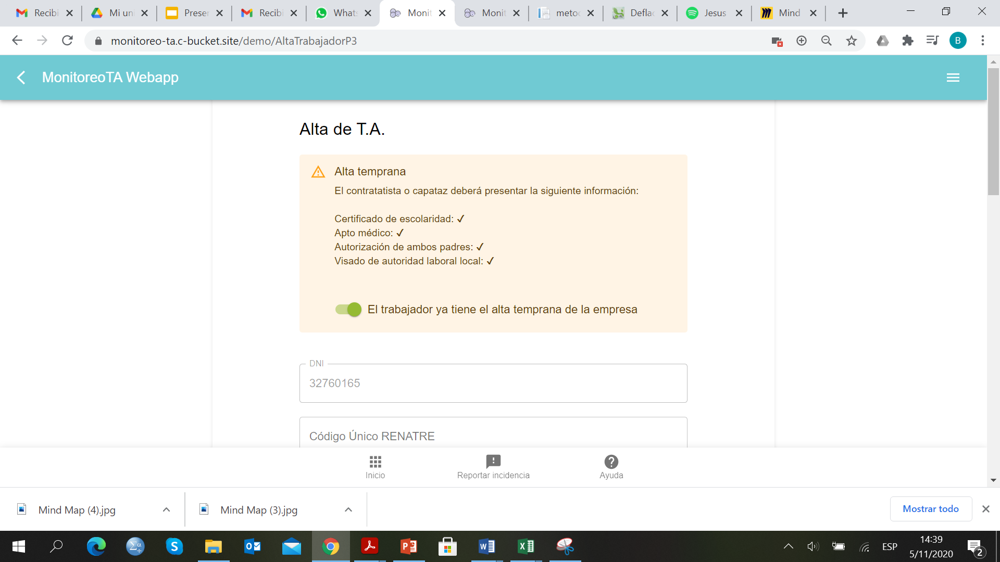 Recibi
Mi uni
Presen
Recibi
Whats
Monit
Monit
metod
Deflac
Jesus
Mind
monitoreo-ta.c-bucket.site/demo/AltaTrabajadorP3
B
MonitoreoTA Webapp
Alta de T.A.
Alta temprana
El contratatista o capataz deberá presentar la siguiente información:
Certificado de escolaridad: ✓
Apto médico: ✓
Autorización de ambos padres: ✓
Visado de autoridad laboral local: ✓
El trabajador ya tiene el alta temprana de la empresa
DNI
32760165
Código Único RENATRE
Inicio
Reportar incidencia
Ayuda
Mind Map (4).jpg
Mind Map (3).jpg
Mostrar todo
ESP
14:39
5/11/2020
2